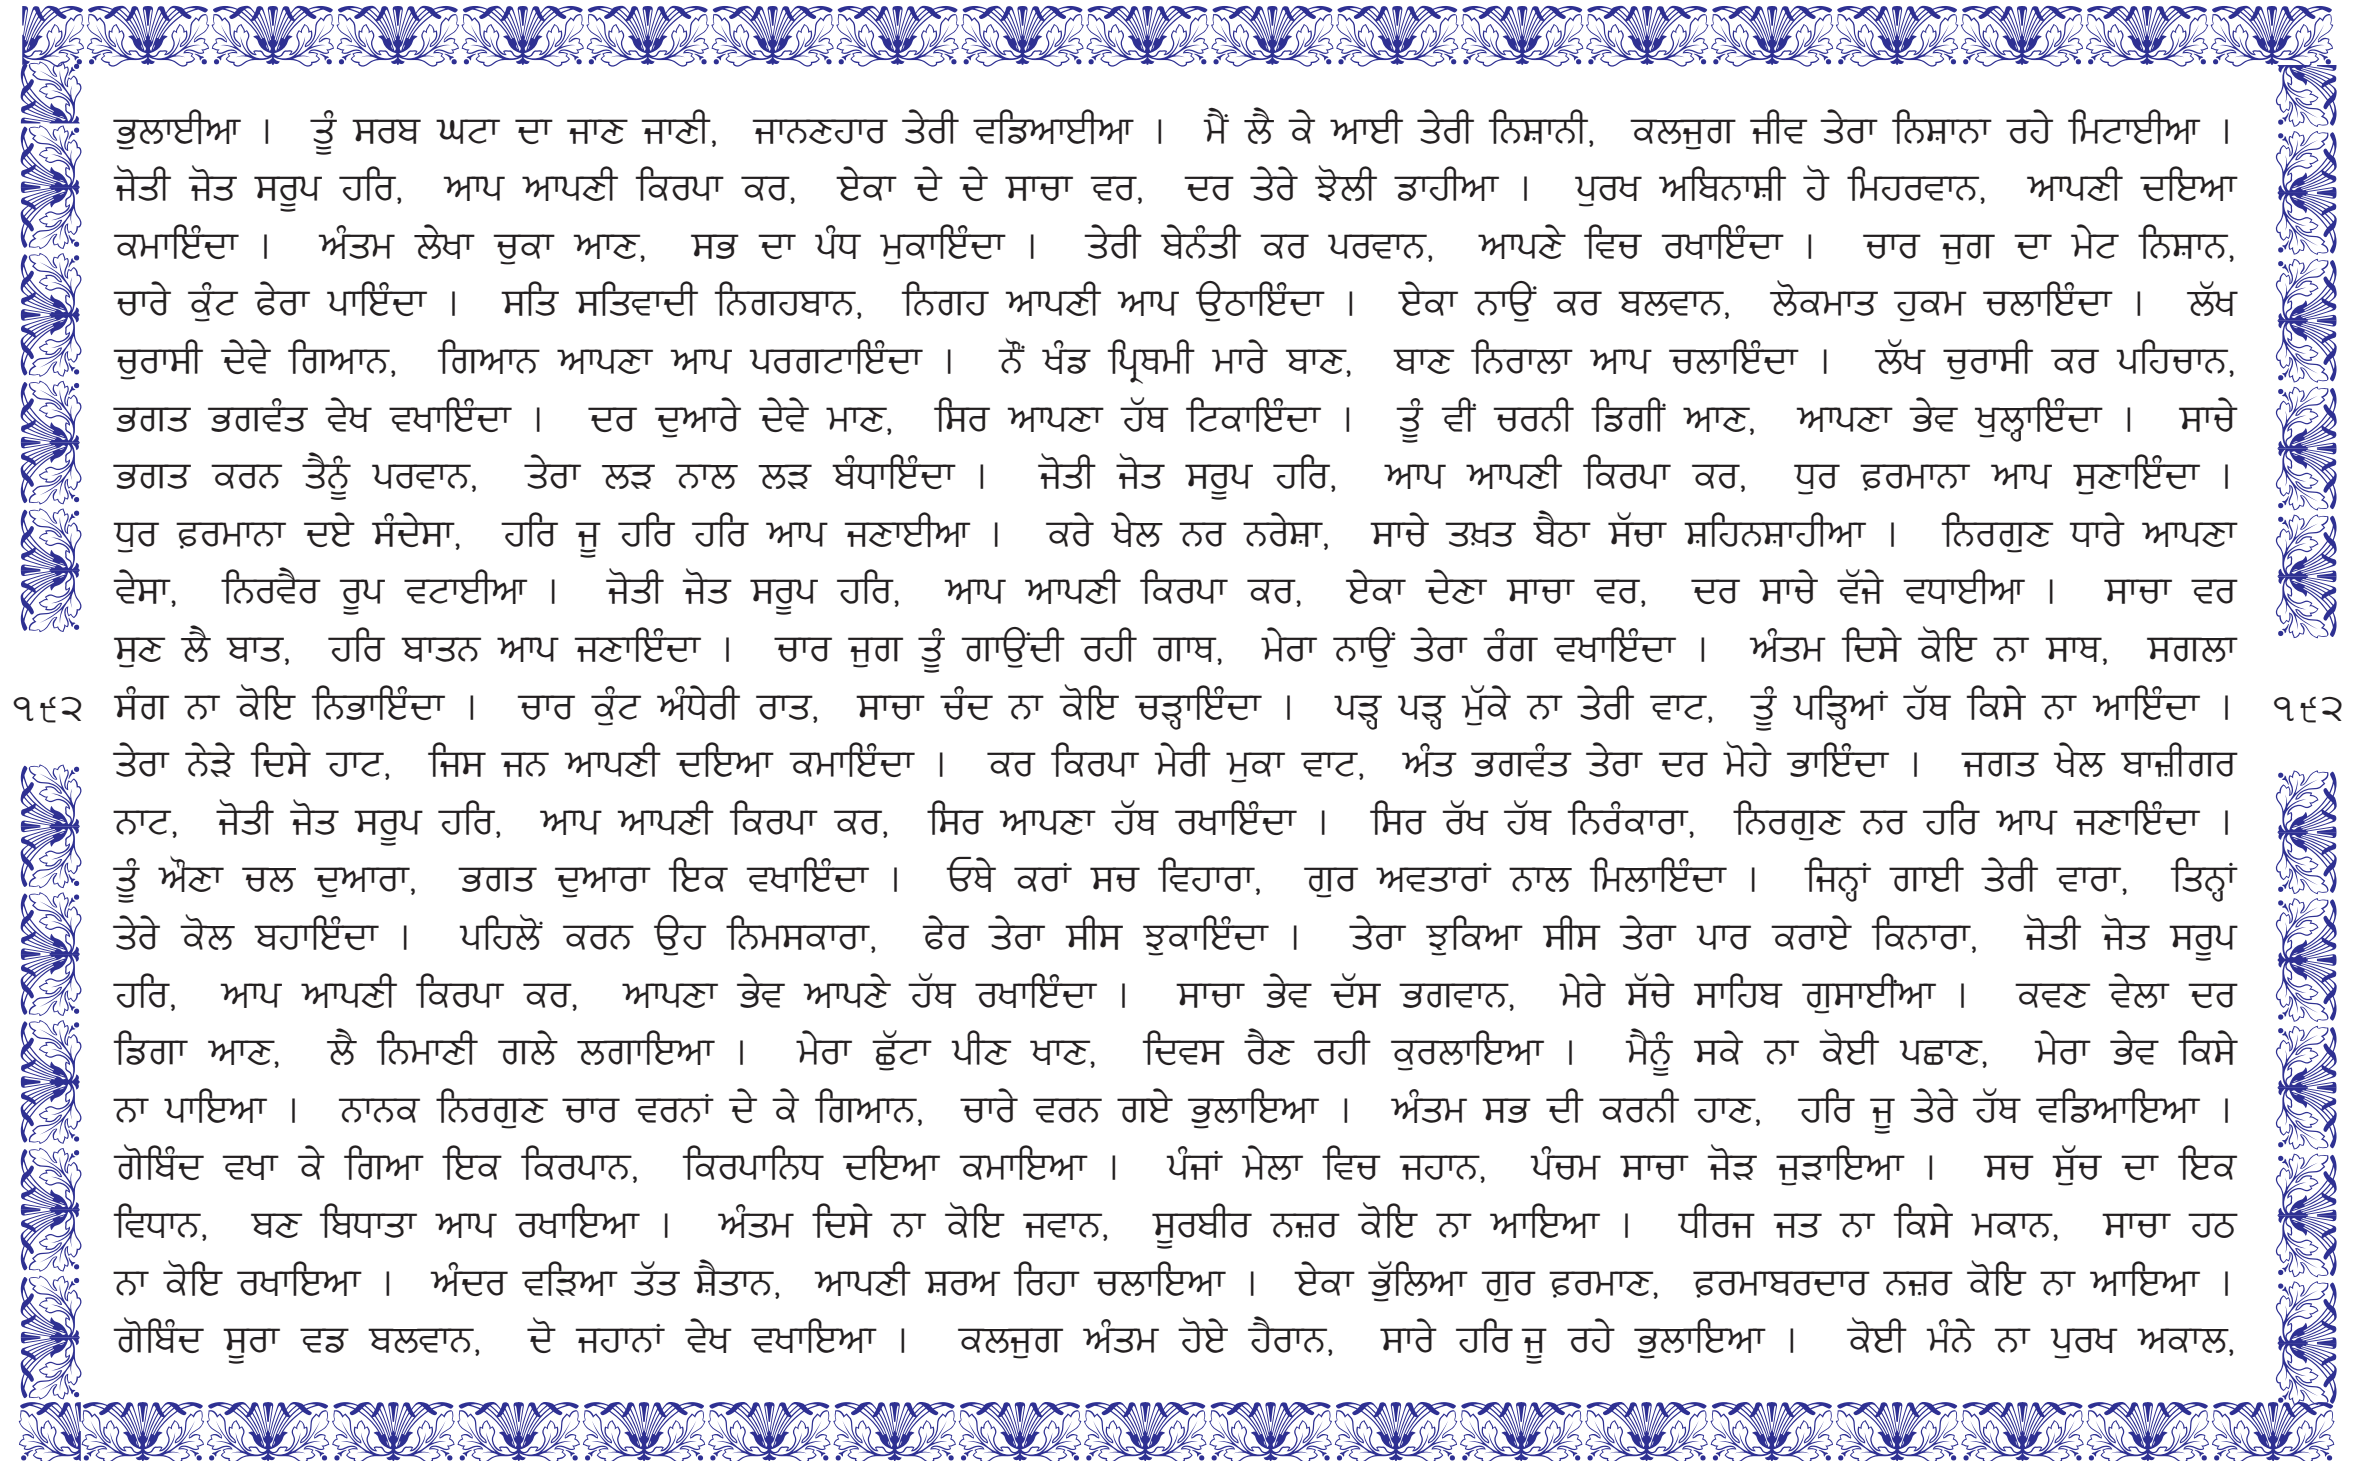 ਭੁਲਾਈਆ । ਤੂੰ ਸਰਬ ਘਟਾ ਦਾ ਜਾਣ ਜਾਣੀ, ਜਾਨਣਹਾਰ ਤੇਰੀ ਵਡਿਆਈਆ । ਮੈਂ ਲੈ ਕੇ ਆਈ ਤੇਰੀ ਨਿਸ਼ਾਨੀ, ਕਲਜੁਗ ਜੀਵ ਤੇਰਾ ਨਿਸ਼ਾਨਾ ਰਹੇ ਮਿਟਾਈਆ ।
ਜੋਤੀ ਜੋਤ ਸਰੂਪ ਹਰਿ, ਆਪ ਆਪਣੀ ਕਿਰਪਾ ਕਰ, ਏਕਾ ਦੇ ਦੇ ਸਾਚਾ ਵਰ, ਦਰ ਤੇਰੇ ਝੋਲੀ ਡਾਹੀਆ । ਪੁਰਖ ਅਬਿਨਾਸ਼ੀ ਹੋ ਮਿਹਰਵਾਨ, ਆਪਣੀ ਦਇਆ
ਕਮਾਇੰਦਾ । ਅੰਤਮ ਲੇਖਾ ਚੁਕਾ ਆਣ, ਸਭ ਦਾ ਪੰਧ ਮੁਕਾਇੰਦਾ । ਤੇਰੀ ਬੇਨੰਤੀ ਕਰ ਪਰਵਾਨ, ਆਪਣੇ ਵਿਚ ਰਖਾਇੰਦਾ । ਚਾਰ ਜੁਗ ਦਾ ਮੇਟ ਨਿਸ਼ਾਨ,
ਚਾਰੇ ਕੁੰਟ ਫੇਰਾ ਪਾਇੰਦਾ । ਸਤਿ ਸਤਿਵਾਦੀ ਨਿਗਹਬਾਨ, ਨਿਗਹ ਆਪਣੀ ਆਪ ਉਠਾਇੰਦਾ । ਏਕਾ ਨਾਉਂ ਕਰ ਬਲਵਾਨ, ਲੋਕਮਾਤ ਹੁਕਮ ਚਲਾਇੰਦਾ । ਲੱਖ
ਚੁਰਾਸੀ ਦੇਵੇ ਗਿਆਨ, ਗਿਆਨ ਆਪਣਾ ਆਪ ਪਰਗਟਾਇੰਦਾ । ਨੌਂ ਖੰਡ ਪ੍ਰਿਥਮੀ ਮਾਰੇ ਬਾਣ, ਬਾਣ ਨਿਰਾਲਾ ਆਪ ਚਲਾਇੰਦਾ । ਲੱਖ ਚੁਰਾਸੀ ਕਰ ਪਹਿਚਾਨ,
ਭਗਤ ਭਗਵੰਤ ਵੇਖ ਵਖਾਇੰਦਾ । ਦਰ ਦੁਆਰੇ ਦੇਵੇ ਮਾਣ, ਸਿਰ ਆਪਣਾ ਹੱਥ ਟਿਕਾਇੰਦਾ । ਤੂੰ ਵੀਂ ਚਰਨੀ ਡਿਗੀਂ ਆਣ, ਆਪਣਾ ਭੇਵ ਖੁਲ੍ਹਾਇੰਦਾ । ਸਾਚੇ
ਭਗਤ ਕਰਨ ਤੈਨੂੰ ਪਰਵਾਨ, ਤੇਰਾ ਲੜ ਨਾਲ ਲੜ ਬੰਧਾਇੰਦਾ । ਜੋਤੀ ਜੋਤ ਸਰੂਪ ਹਰਿ, ਆਪ ਆਪਣੀ ਕਿਰਪਾ ਕਰ, ਧੁਰ ਫ਼ਰਮਾਨਾ ਆਪ ਸੁਣਾਇੰਦਾ ।
ਧੁਰ ਫ਼ਰਮਾਨਾ ਦਏ ਸੰਦੇਸਾ, ਹਰਿ ਜੂ ਹਰਿ ਹਰਿ ਆਪ ਜਣਾਈਆ । ਕਰੇ ਖੇਲ ਨਰ ਨਰੇਸ਼ਾ, ਸਾਚੇ ਤਖ਼ਤ ਬੈਠਾ ਸੱਚਾ ਸ਼ਹਿਨਸ਼ਾਹੀਆ । ਨਿਰਗੁਣ ਧਾਰੇ ਆਪਣਾ
ਵੇਸਾ, ਨਿਰਵੈਰ ਰੂਪ ਵਟਾਈਆ । ਜੋਤੀ ਜੋਤ ਸਰੂਪ ਹਰਿ, ਆਪ ਆਪਣੀ ਕਿਰਪਾ ਕਰ, ਏਕਾ ਦੇਣਾ ਸਾਚਾ ਵਰ, ਦਰ ਸਾਚੇ ਵੱਜੇ ਵਧਾਈਆ । ਸਾਚਾ ਵਰ
ਸੁਣ ਲੈ ਬਾਤ, ਹਰਿ ਬਾਤਨ ਆਪ ਜਣਾਇੰਦਾ । ਚਾਰ ਜੁਗ ਤੂੰ ਗਾਉਂਦੀ ਰਹੀ ਗਾਥ, ਮੇਰਾ ਨਾਉਂ ਤੇਰਾ ਰੰਗ ਵਖਾਇੰਦਾ । ਅੰਤਮ ਦਿਸੇ ਕੋਇ ਨਾ ਸਾਥ, ਸਗਲਾ
੧੯੨ ਸੰਗ ਨਾ ਕੋਇ ਨਿਭਾਇੰਦਾ । ਚਾਰ ਕੁੰਟ ਅੰਧੇਰੀ ਰਾਤ, ਸਾਚਾ ਚੰਦ ਨਾ ਕੋਇ ਚੜ੍ਹਾਇੰਦਾ । ਪੜ੍ਹ ਪੜ੍ਹ ਮੁੱਕੇ ਨਾ ਤੇਰੀ ਵਾਟ, ਤੂੰ ਪੜ੍ਹਿਆਂ ਹੱਥ ਕਿਸੇ ਨਾ ਆਇੰਦਾ । ੧੯੨
ਤੇਰਾ ਨੇੜੇ ਦਿਸੇ ਹਾਟ, ਜਿਸ ਜਨ ਆਪਣੀ ਦਇਆ ਕਮਾਇੰਦਾ । ਕਰ ਕਿਰਪਾ ਮੇਰੀ ਮੁਕਾ ਵਾਟ, ਅੰਤ ਭਗਵੰਤ ਤੇਰਾ ਦਰ ਮੋਹੇ ਭਾਇੰਦਾ । ਜਗਤ ਖੇਲ ਬਾਜ਼ੀਗਰ
ਨਾਟ, ਜੋਤੀ ਜੋਤ ਸਰੂਪ ਹਰਿ, ਆਪ ਆਪਣੀ ਕਿਰਪਾ ਕਰ, ਸਿਰ ਆਪਣਾ ਹੱਥ ਰਖਾਇੰਦਾ । ਸਿਰ ਰੱਖ ਹੱਥ ਨਿਰੰਕਾਰਾ, ਨਿਰਗੁਣ ਨਰ ਹਰਿ ਆਪ ਜਣਾਇੰਦਾ ।
ਤੂੰ ਔਣਾ ਚਲ ਦੁਆਰਾ, ਭਗਤ ਦੁਆਰਾ ਇਕ ਵਖਾਇੰਦਾ । ਓਥੇ ਕਰਾਂ ਸਚ ਵਿਹਾਰਾ, ਗੁਰ ਅਵਤਾਰਾਂ ਨਾਲ ਮਿਲਾਇੰਦਾ । ਜਿਨ੍ਹਾਂ ਗਾਈ ਤੇਰੀ ਵਾਰਾ, ਤਿਨ੍ਹਾਂ
ਤੇਰੇ ਕੋਲ ਬਹਾਇੰਦਾ । ਪਹਿਲੋਂ ਕਰਨ ਉਹ ਨਿਮਸਕਾਰਾ, ਫੇਰ ਤੇਰਾ ਸੀਸ ਝੁਕਾਇੰਦਾ । ਤੇਰਾ ਝੁਕਿਆ ਸੀਸ ਤੇਰਾ ਪਾਰ ਕਰਾਏ ਕਿਨਾਰਾ, ਜੋਤੀ ਜੋਤ ਸਰੂਪ
ਹਰਿ, ਆਪ ਆਪਣੀ ਕਿਰਪਾ ਕਰ, ਆਪਣਾ ਭੇਵ ਆਪਣੇ ਹੱਥ ਰਖਾਇੰਦਾ । ਸਾਚਾ ਭੇਵ ਦੱਸ ਭਗਵਾਨ, ਮੇਰੇ ਸੱਚੇ ਸਾਹਿਬ ਗੁਸਾਈਂਆ । ਕਵਣ ਵੇਲਾ ਦਰ
ਡਿਗਾ ਆਣ, ਲੈ ਨਿਮਾਣੀ ਗਲੇ ਲਗਾਇਆ । ਮੇਰਾ ਛੁੱਟਾ ਪੀਣ ਖਾਣ, ਦਿਵਸ ਰੈਣ ਰਹੀ ਕੁਰਲਾਇਆ । ਮੈਨੂੰ ਸਕੇ ਨਾ ਕੋਈ ਪਛਾਣ, ਮੇਰਾ ਭੇਵ ਕਿਸੇ
ਨਾ ਪਾਇਆ । ਨਾਨਕ ਨਿਰਗੁਣ ਚਾਰ ਵਰਨਾਂ ਦੇ ਕੇ ਗਿਆਨ, ਚਾਰੇ ਵਰਨ ਗਏ ਭੁਲਾਇਆ । ਅੰਤਮ ਸਭ ਦੀ ਕਰਨੀ ਹਾਣ, ਹਰਿ ਜੂ ਤੇਰੇ ਹੱਥ ਵਡਿਆਇਆ ।
ਗੋਬਿੰਦ ਵਖਾ ਕੇ ਗਿਆ ਇਕ ਕਿਰਪਾਨ, ਕਿਰਪਾਨਿਧ ਦਇਆ ਕਮਾਇਆ । ਪੰਜਾਂ ਮੇਲਾ ਵਿਚ ਜਹਾਨ, ਪੰਚਮ ਸਾਚਾ ਜੋੜ ਜੁੜਾਇਆ । ਸਚ ਸੁੱਚ ਦਾ ਇਕ
ਵਿਧਾਨ, ਬਣ ਬਿਧਾਤਾ ਆਪ ਰਖਾਇਆ । ਅੰਤਮ ਦਿਸੇ ਨਾ ਕੋਇ ਜਵਾਨ, ਸੂਰਬੀਰ ਨਜ਼ਰ ਕੋਇ ਨਾ ਆਇਆ । ਧੀਰਜ ਜਤ ਨਾ ਕਿਸੇ ਮਕਾਨ, ਸਾਚਾ ਹਠ
ਨਾ ਕੋਇ ਰਖਾਇਆ । ਅੰਦਰ ਵੜਿਆ ਤੱਤ ਸ਼ੈਤਾਨ, ਆਪਣੀ ਸ਼ਰਅ ਰਿਹਾ ਚਲਾਇਆ । ਏਕਾ ਭੁੱਲਿਆ ਗੁਰ ਫ਼ਰਮਾਣ, ਫ਼ਰਮਾਬਰਦਾਰ ਨਜ਼ਰ ਕੋਇ ਨਾ ਆਇਆ ।
ਗੋਬਿੰਦ ਸੂਰਾ ਵਡ ਬਲਵਾਨ, ਦੋ ਜਹਾਨਾਂ ਵੇਖ ਵਖਾਇਆ । ਕਲਜੁਗ ਅੰਤਮ ਹੋਏ ਹੈਰਾਨ, ਸਾਰੇ ਹਰਿ ਜੂ ਰਹੇ ਭੁਲਾਇਆ । ਕੋਈ ਮੰਨੇ ਨਾ ਪੁਰਖ ਅਕਾਲ,